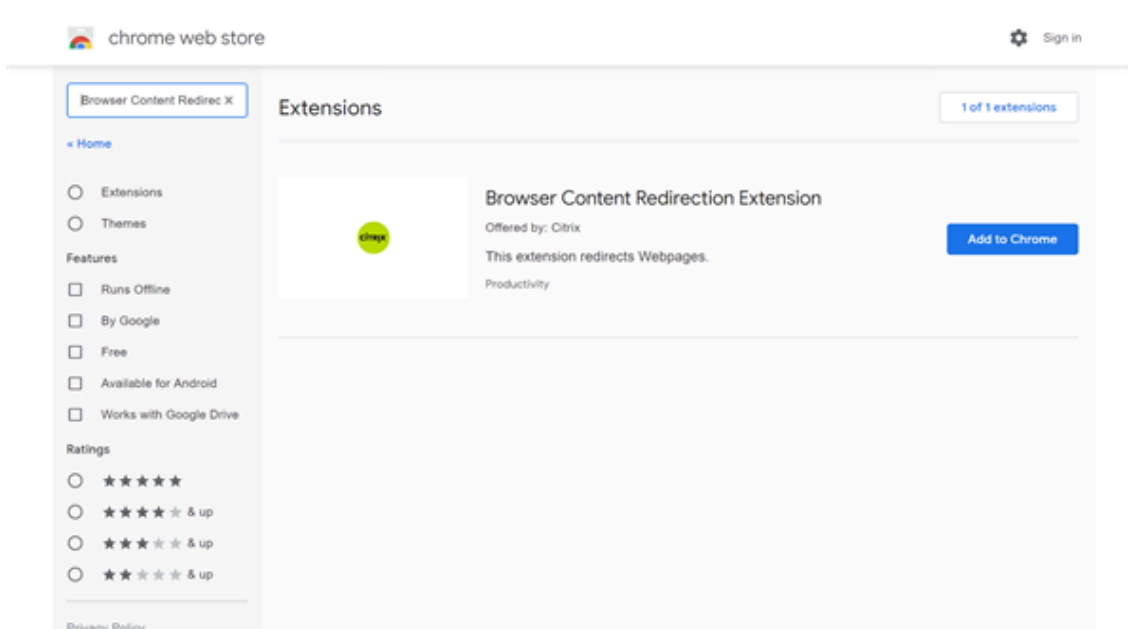 chrome web store
Sign in
Browser Content Redirec ×
Extensions
1 of 1 extensions
« Home
Extensions
Themes
Features
Runs Offline
By Google
Free
Available for Android
Works with Google Drive
Ratings
& up
& up
& up
Privacy Policy
citrix
Browser Content Redirection Extension
Offered by: Citrix
This extension redirects Webpages.
Productivity
Add to Chrome